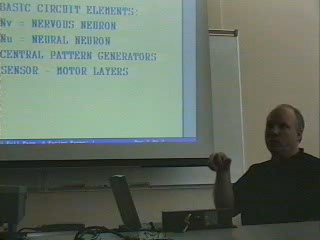 BASIC CIRCUIT ELEMENTS:
Nv = NERVOUS NEURON
Nu = NEURAL NEURON
CENTRAL PATTERN GENERATORS
SENSOR - MOTOR LAYERS